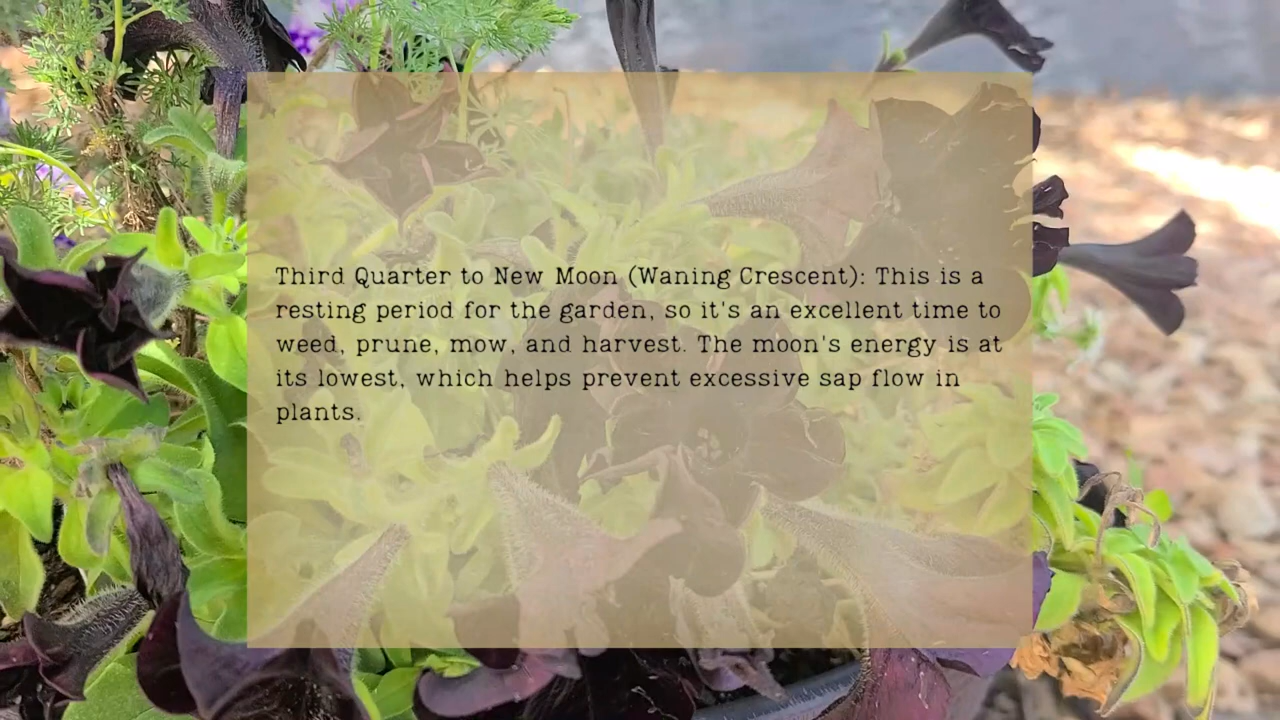 Third Quarter to New Moon (Waning Crescent): This is a
resting period for the garden, so it's an excellent time to
weed, prune, mow, and harvest. The moon's energy is at
its lowest, which helps prevent excessive sap flow in
plants.